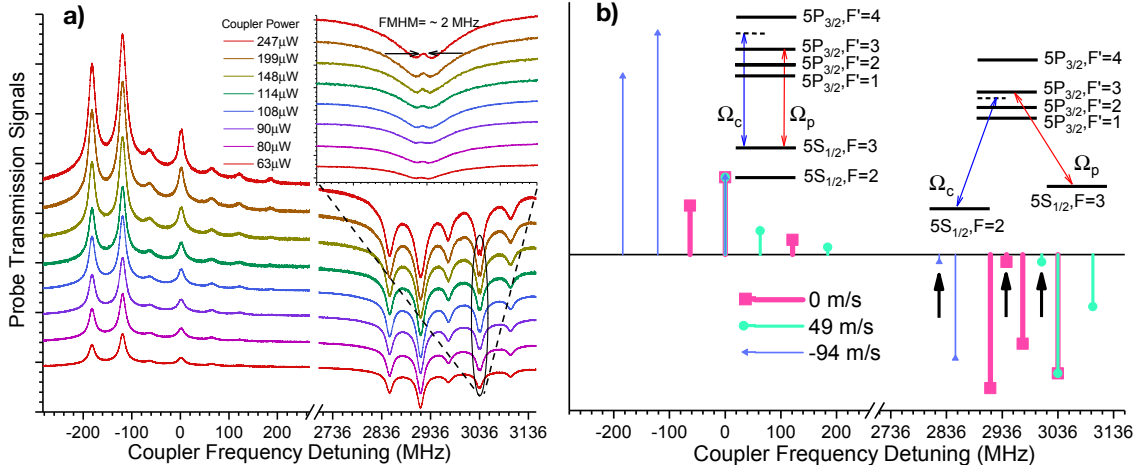 a)
Coupler Power
247µW
199µW
148µW
114µW
108µW
90µW
80µW
63µW
FMHM= ~ 2 MHz
Probe Transmission Signals
-200 -100 0 100 200 2736 2836 2936 3036 3136
Coupler Frequency Detuning (MHz)
b)
5P3/2,F'=4
5P3/2,F'=3
5P3/2,F'=2
5P3/2,F'=1
Ωc
Ωp
5S1/2,F=3
5S1/2,F=2
5P3/2,F'=4
5P3/2,F'=3
5P3/2,F'=2
5P3/2,F'=1
Ωc
Ωp
5S1/2,F=3
5S1/2,F=2
0 m/s
49 m/s
-94 m/s
-200 -100 0 100 200 2736 2836 2936 3036 3136
Coupler Frequency Detuning (MHz)